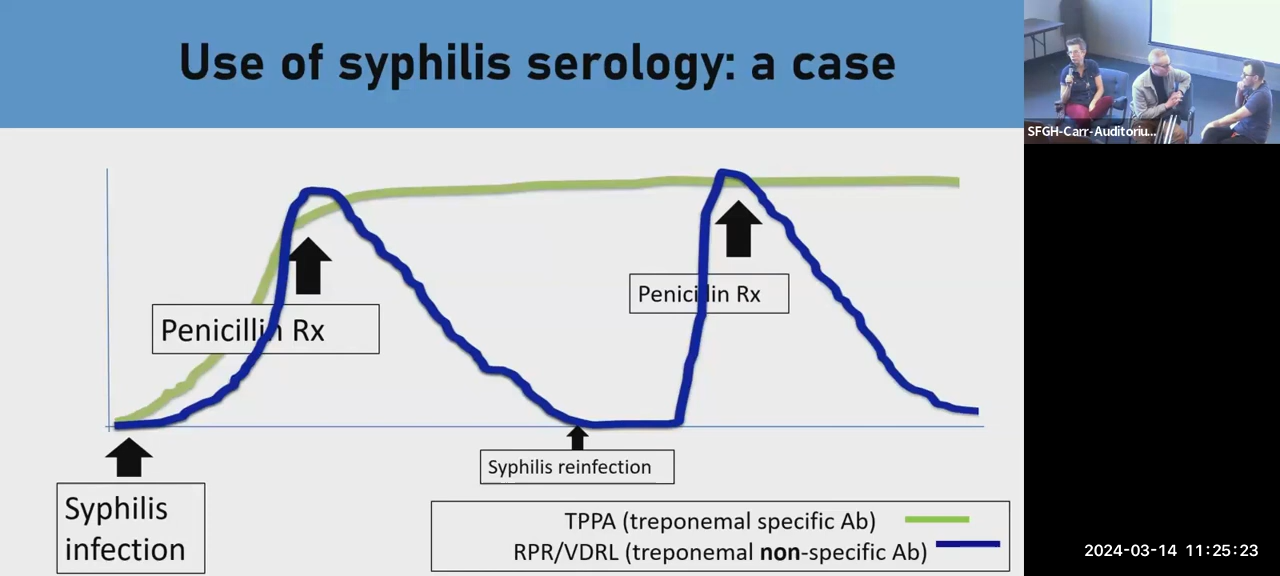 Use of syphilis serology: a case
SFGH-Carr-Auditoriu...
Penicillin Rx
Penicillin Rx
Syphilis reinfection
Syphilis
infection
TPPA (treponemal specific Ab)
RPR/VDRL (treponemal non-specific Ab)
2024-03-14 11:25:23